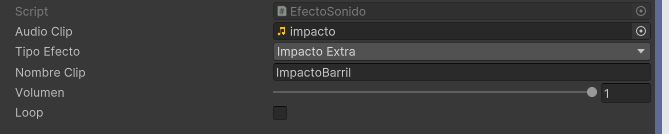 Script EfectoSonido
Audio Clip impacto
Tipo Efecto Impacto Extra
Nombre Clip ImpactoBarril
Volumen 1
Loop